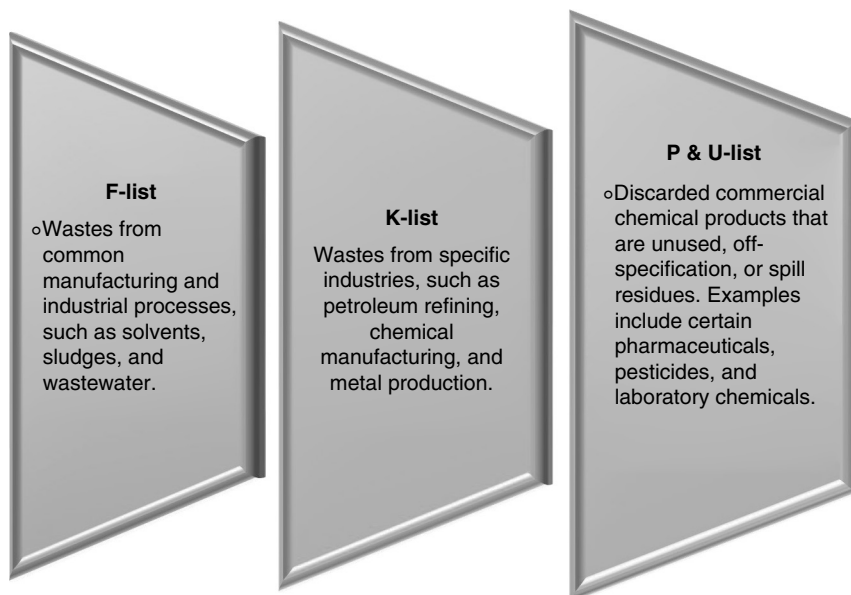 F-list
○Wastes from
common
manufacturing and
industrial processes,
such as solvents,
sludges, and
wastewater.
K-list
Wastes from specific
industries, such as
petroleum refining,
chemical
manufacturing, and
metal production.
P & U-list
○Discarded commercial
chemical products that
are unused, off-
specification, or spill
residues. Examples
include certain
pharmaceuticals,
pesticides, and
laboratory chemicals.